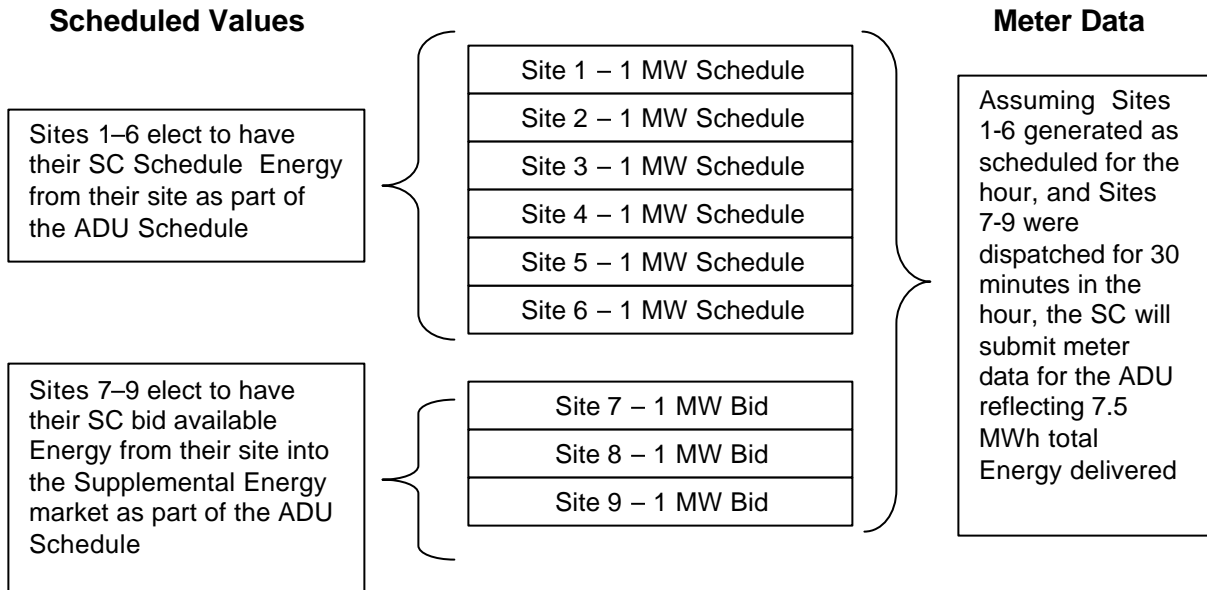 Scheduled Values
Meter Data
Sites 1–6 elect to have
their SC Schedule Energy
from their site as part of
the ADU Schedule
Site 1 – 1 MW Schedule
Site 2 – 1 MW Schedule
Site 3 – 1 MW Schedule
Site 4 – 1 MW Schedule
Site 5 – 1 MW Schedule
Site 6 – 1 MW Schedule
Sites 7–9 elect to have
their SC bid available
Energy from their site into
the Supplemental Energy
market as part of the ADU
Schedule
Site 7 – 1 MW Bid
Site 8 – 1 MW Bid
Site 9 – 1 MW Bid
Assuming Sites
1-6 generated as
scheduled for the
hour, and Sites
7-9 were
dispatched for 30
minutes in the
hour, the SC will
submit meter
data for the ADU
reflecting 7.5
MWh total
Energy delivered